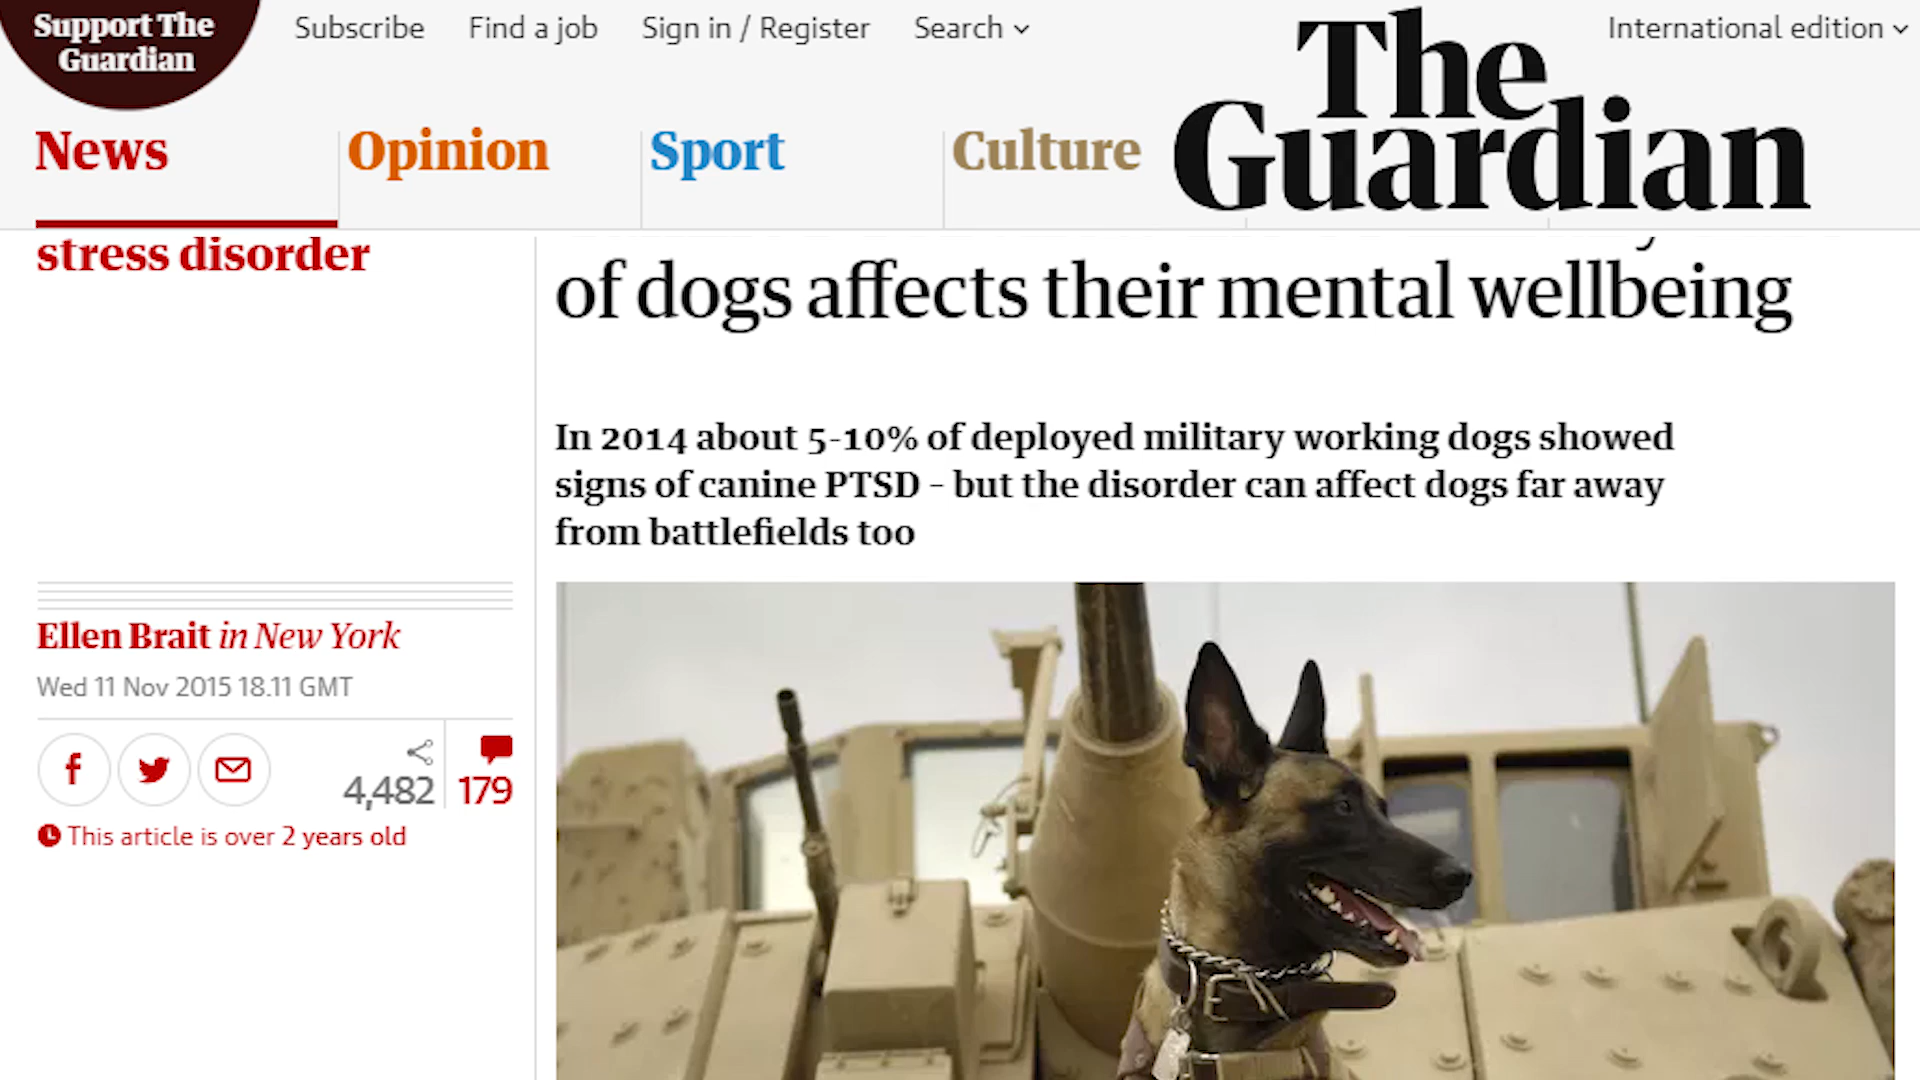 Support The
Guardian
Subscribe
Find a job
Sign in / Register
Search
International edition
The
Guardian
News
Opinion
Sport
Culture
stress disorder
of dogs affects their mental wellbeing
In 2014 about 5-10% of deployed military working dogs showed
signs of canine PTSD – but the disorder can affect dogs far away
from battlefields too
Ellen Brait in New York
Wed 11 Nov 2015 18.11 GMT
4,482
179
This article is over 2 years old